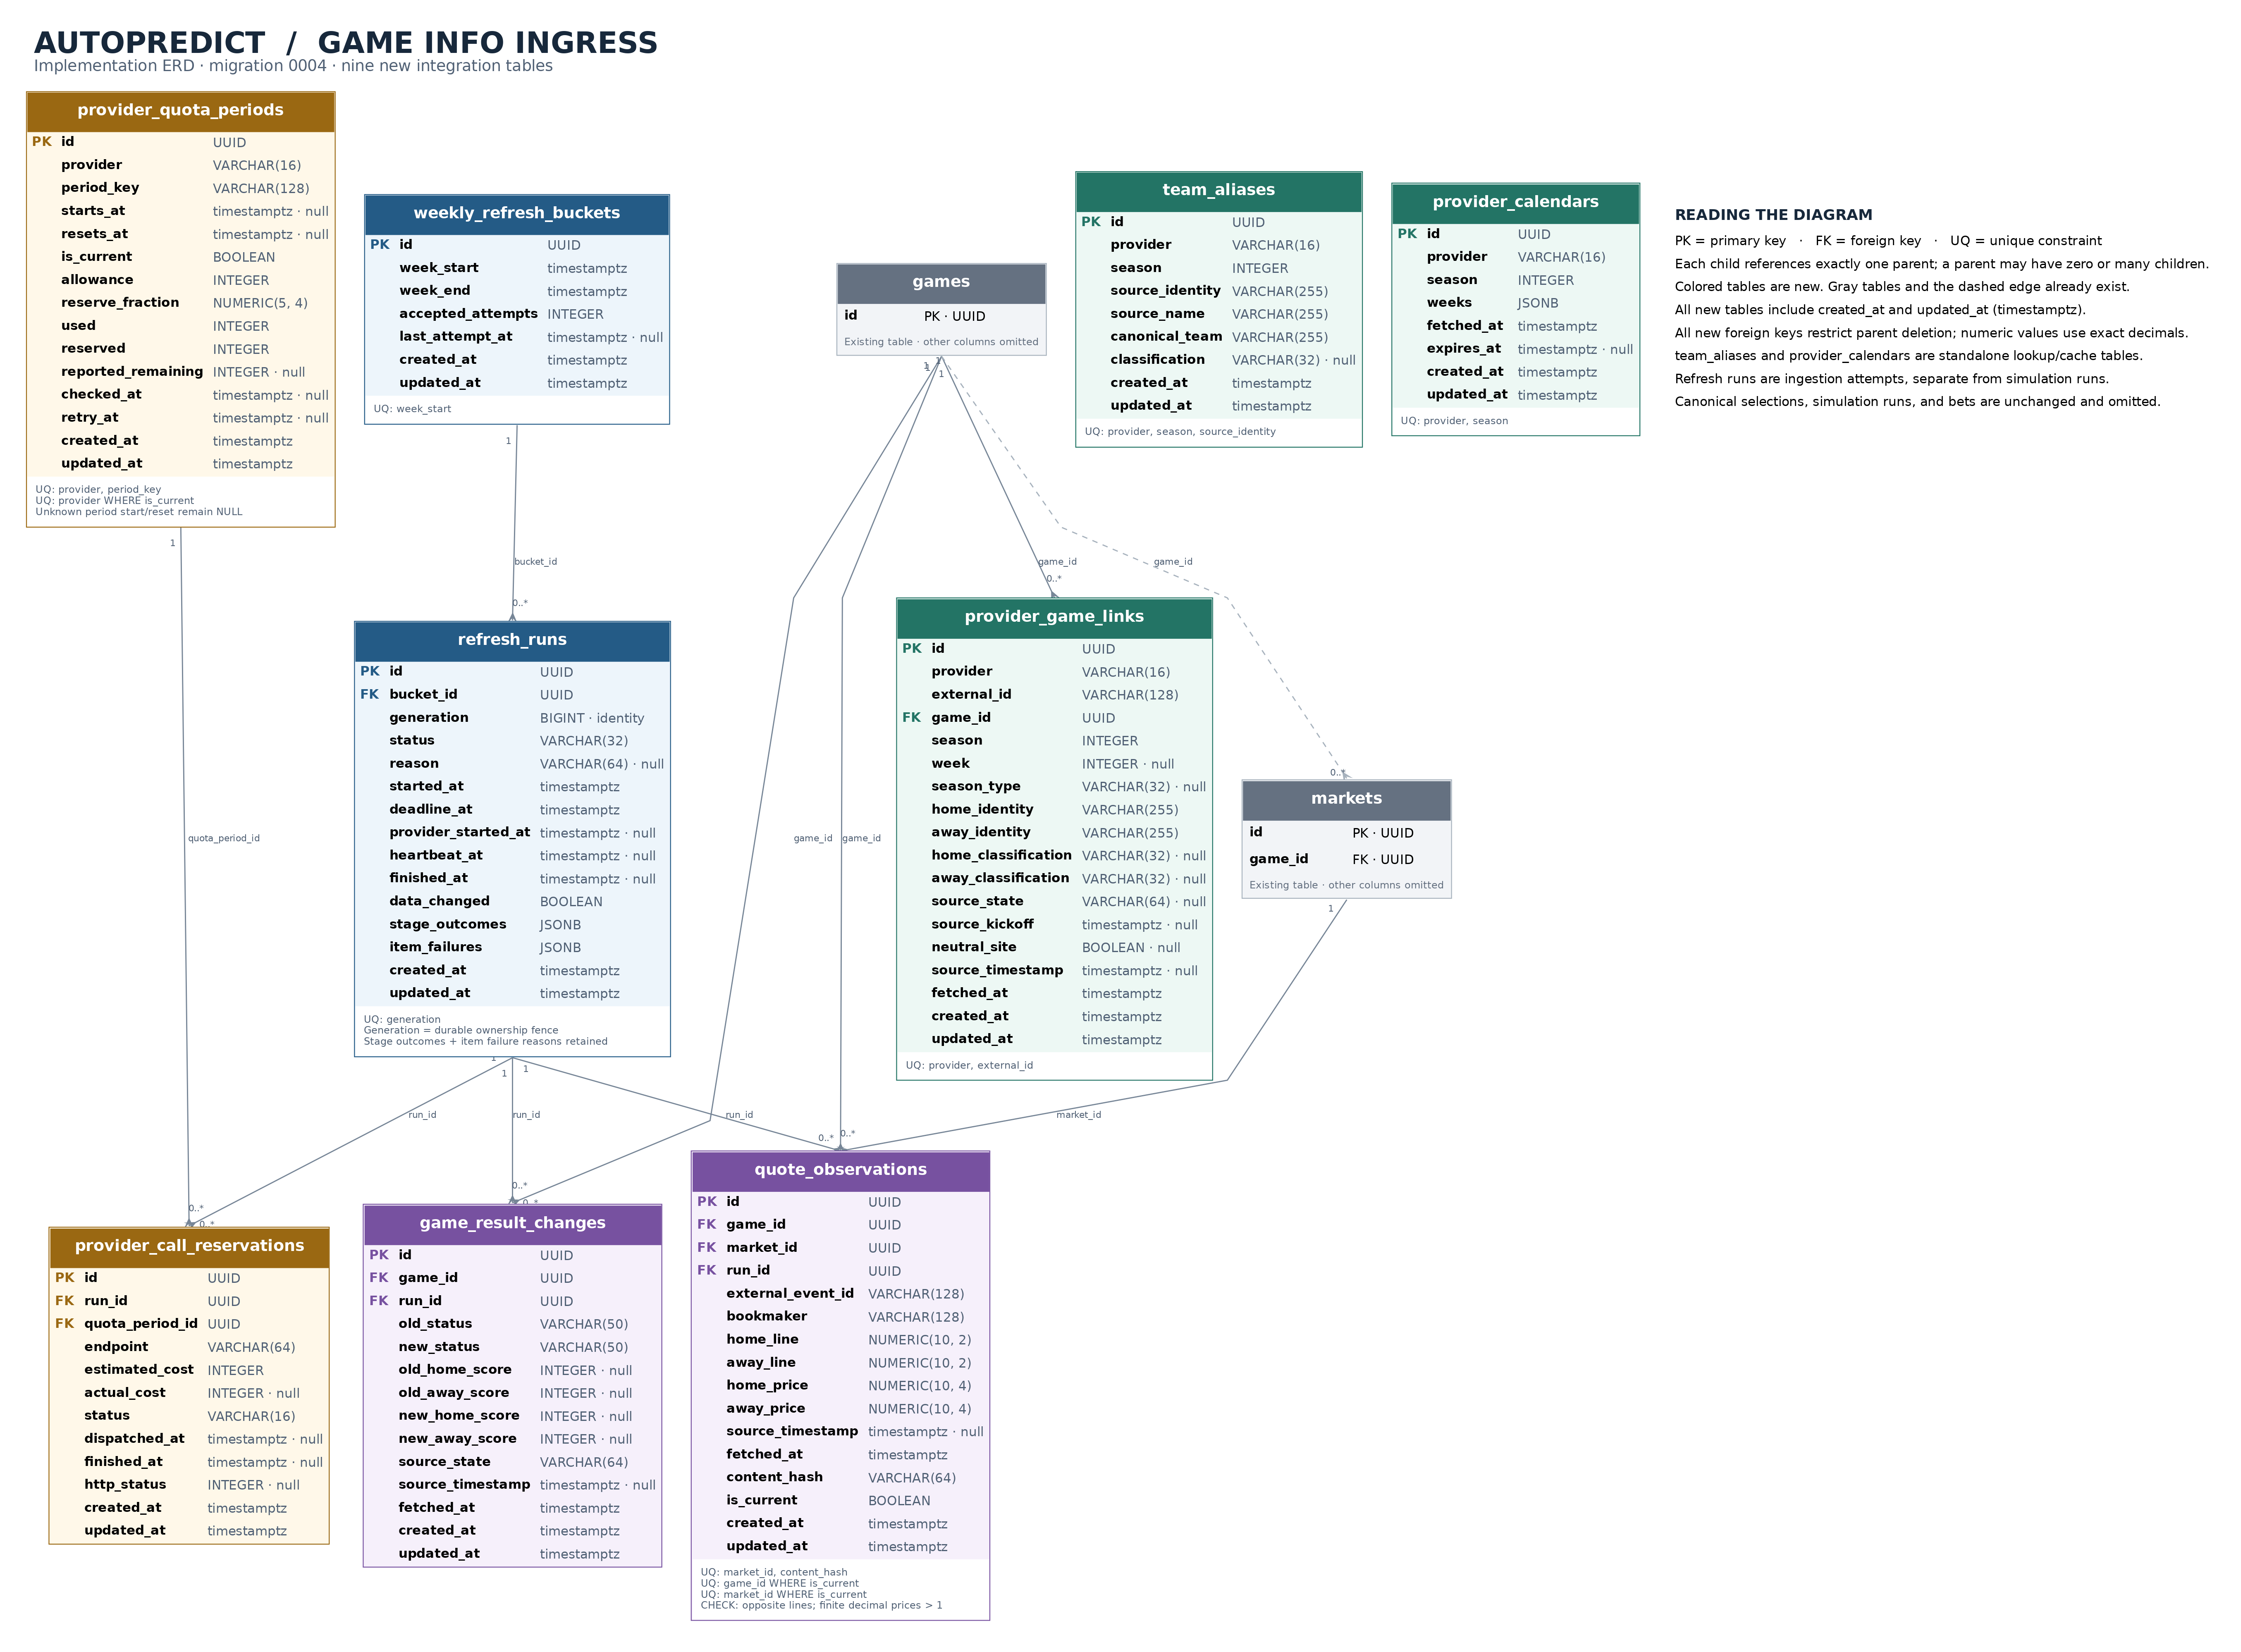 AUTOPREDICT / GAME INFO INGRESS
Implementation ERD · migration 0004 · nine new integration tables
provider_quota_periods
PK id UUID
provider VARCHAR(16)
period_key VARCHAR(128)
starts_at timestamptz · null
resets_at timestamptz · null
is_current BOOLEAN
allowance INTEGER
reserve_fraction NUMERIC(5, 4)
used INTEGER
reserved INTEGER
reported_remaining INTEGER · null
checked_at timestamptz · null
retry_at timestamptz · null
created_at timestamptz
updated_at timestamptz
UQ: provider, period_key
UQ: provider WHERE is_current
Unknown period start/reset remain NULL
1
weekly_refresh_buckets
PK id UUID
week_start timestamptz
week_end timestamptz
accepted_attempts INTEGER
last_attempt_at timestamptz · null
created_at timestamptz
updated_at timestamptz
UQ: week_start
1
games
id PK · UUID
Existing table · other columns omitted
1
1
1
1
team_aliases
PK id UUID
provider VARCHAR(16)
season INTEGER
source_identity VARCHAR(255)
source_name VARCHAR(255)
canonical_team VARCHAR(255)
classification VARCHAR(32) · null
created_at timestamptz
updated_at timestamptz
UQ: provider, season, source_identity
provider_calendars
PK id UUID
provider VARCHAR(16)
season INTEGER
weeks JSONB
fetched_at timestamptz
expires_at timestamptz · null
created_at timestamptz
updated_at timestamptz
UQ: provider, season
READING THE DIAGRAM
PK = primary key · FK = foreign key · UQ = unique constraint
Each child references exactly one parent; a parent may have zero or many children.
Colored tables are new. Gray tables and the dashed edge already exist.
All new tables include created_at and updated_at (timestamptz).
All new foreign keys restrict parent deletion; numeric values use exact decimals.
team_aliases and provider_calendars are standalone lookup/cache tables.
Refresh runs are ingestion attempts, separate from simulation runs.
Canonical selections, simulation runs, and bets are unchanged and omitted.
bucket_id
0..*
game_id
0..*
game_id
refresh_runs
PK id UUID
FK bucket_id UUID
generation BIGINT · identity
status VARCHAR(32)
reason VARCHAR(64) · null
started_at timestamptz
deadline_at timestamptz
provider_started_at timestamptz · null
heartbeat_at timestamptz · null
finished_at timestamptz · null
data_changed BOOLEAN
stage_outcomes JSONB
item_failures JSONB
created_at timestamptz
updated_at timestamptz
UQ: generation
Generation = durable ownership fence
Stage outcomes + item failure reasons retained
1
1
1
provider_game_links
PK id UUID
provider VARCHAR(16)
external_id VARCHAR(128)
FK game_id UUID
season INTEGER
week INTEGER · null
season_type VARCHAR(32) · null
home_identity VARCHAR(255)
away_identity VARCHAR(255)
home_classification VARCHAR(32) · null
away_classification VARCHAR(32) · null
source_state VARCHAR(64) · null
source_kickoff timestamptz · null
neutral_site BOOLEAN · null
source_timestamp timestamptz · null
fetched_at timestamptz
created_at timestamptz
updated_at timestamptz
UQ: provider, external_id
0..*
markets
id PK · UUID
game_id FK · UUID
Existing table · other columns omitted
1
quota_period_id
game_id
game_id
run_id
run_id
run_id
market_id
0..*
0..*
0..*
0..*
0..*
0..*
provider_call_reservations
PK id UUID
FK run_id UUID
FK quota_period_id UUID
endpoint VARCHAR(64)
estimated_cost INTEGER
actual_cost INTEGER · null
status VARCHAR(16)
dispatched_at timestamptz · null
finished_at timestamptz · null
http_status INTEGER · null
created_at timestamptz
updated_at timestamptz
game_result_changes
PK id UUID
FK game_id UUID
FK run_id UUID
old_status VARCHAR(50)
new_status VARCHAR(50)
old_home_score INTEGER · null
old_away_score INTEGER · null
new_home_score INTEGER · null
new_away_score INTEGER · null
source_state VARCHAR(64)
source_timestamp timestamptz · null
fetched_at timestamptz
created_at timestamptz
updated_at timestamptz
quote_observations
PK id UUID
FK game_id UUID
FK market_id UUID
FK run_id UUID
external_event_id VARCHAR(128)
bookmaker VARCHAR(128)
home_line NUMERIC(10, 2)
away_line NUMERIC(10, 2)
home_price NUMERIC(10, 4)
away_price NUMERIC(10, 4)
source_timestamp timestamptz · null
fetched_at timestamptz
content_hash VARCHAR(64)
is_current BOOLEAN
created_at timestamptz
updated_at timestamptz
UQ: market_id, content_hash
UQ: game_id WHERE is_current
UQ: market_id WHERE is_current
CHECK: opposite lines; finite decimal prices > 1